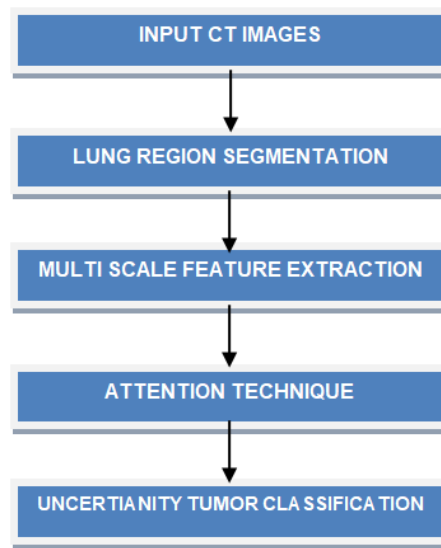 INPUT CT IMAGES
LUNG REGION SEGMENTATION
MULTI SCALE FEATURE EXTRACTION
ATTENTION TECHNIQUE
UNCERTIANITY TUMOR CLASSIFICATION